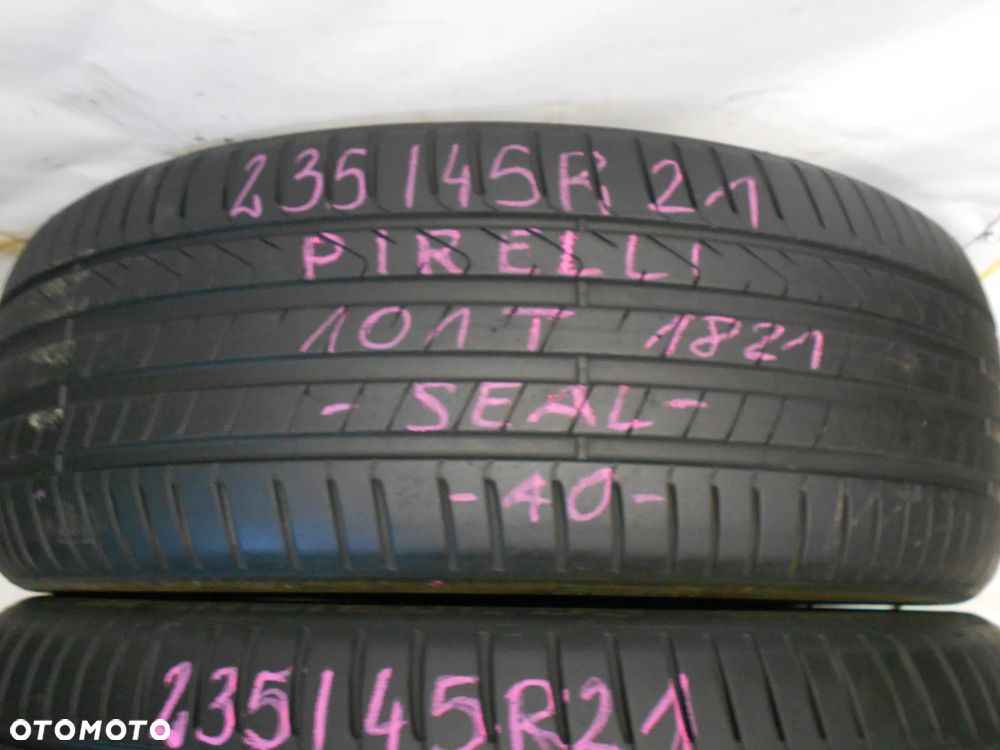 235/45R21
PIRELLI
101T 1821
-SEAL-
-40-
235/45R21
OTOMOTO